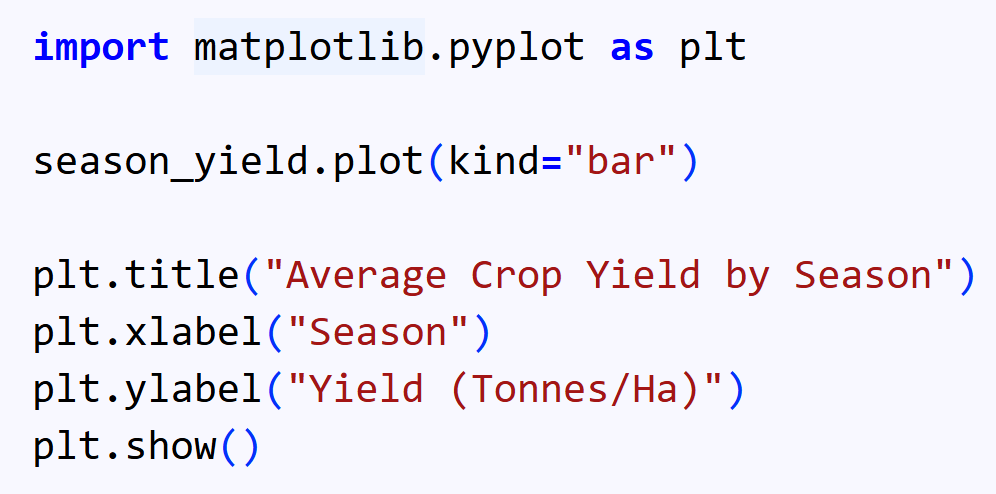 import matplotlib.pyplot as plt
season_yield.plot(kind="bar")
plt.title("Average Crop Yield by Season")
plt.xlabel("Season")
plt.ylabel("Yield (Tonnes/Ha)")
plt.show()